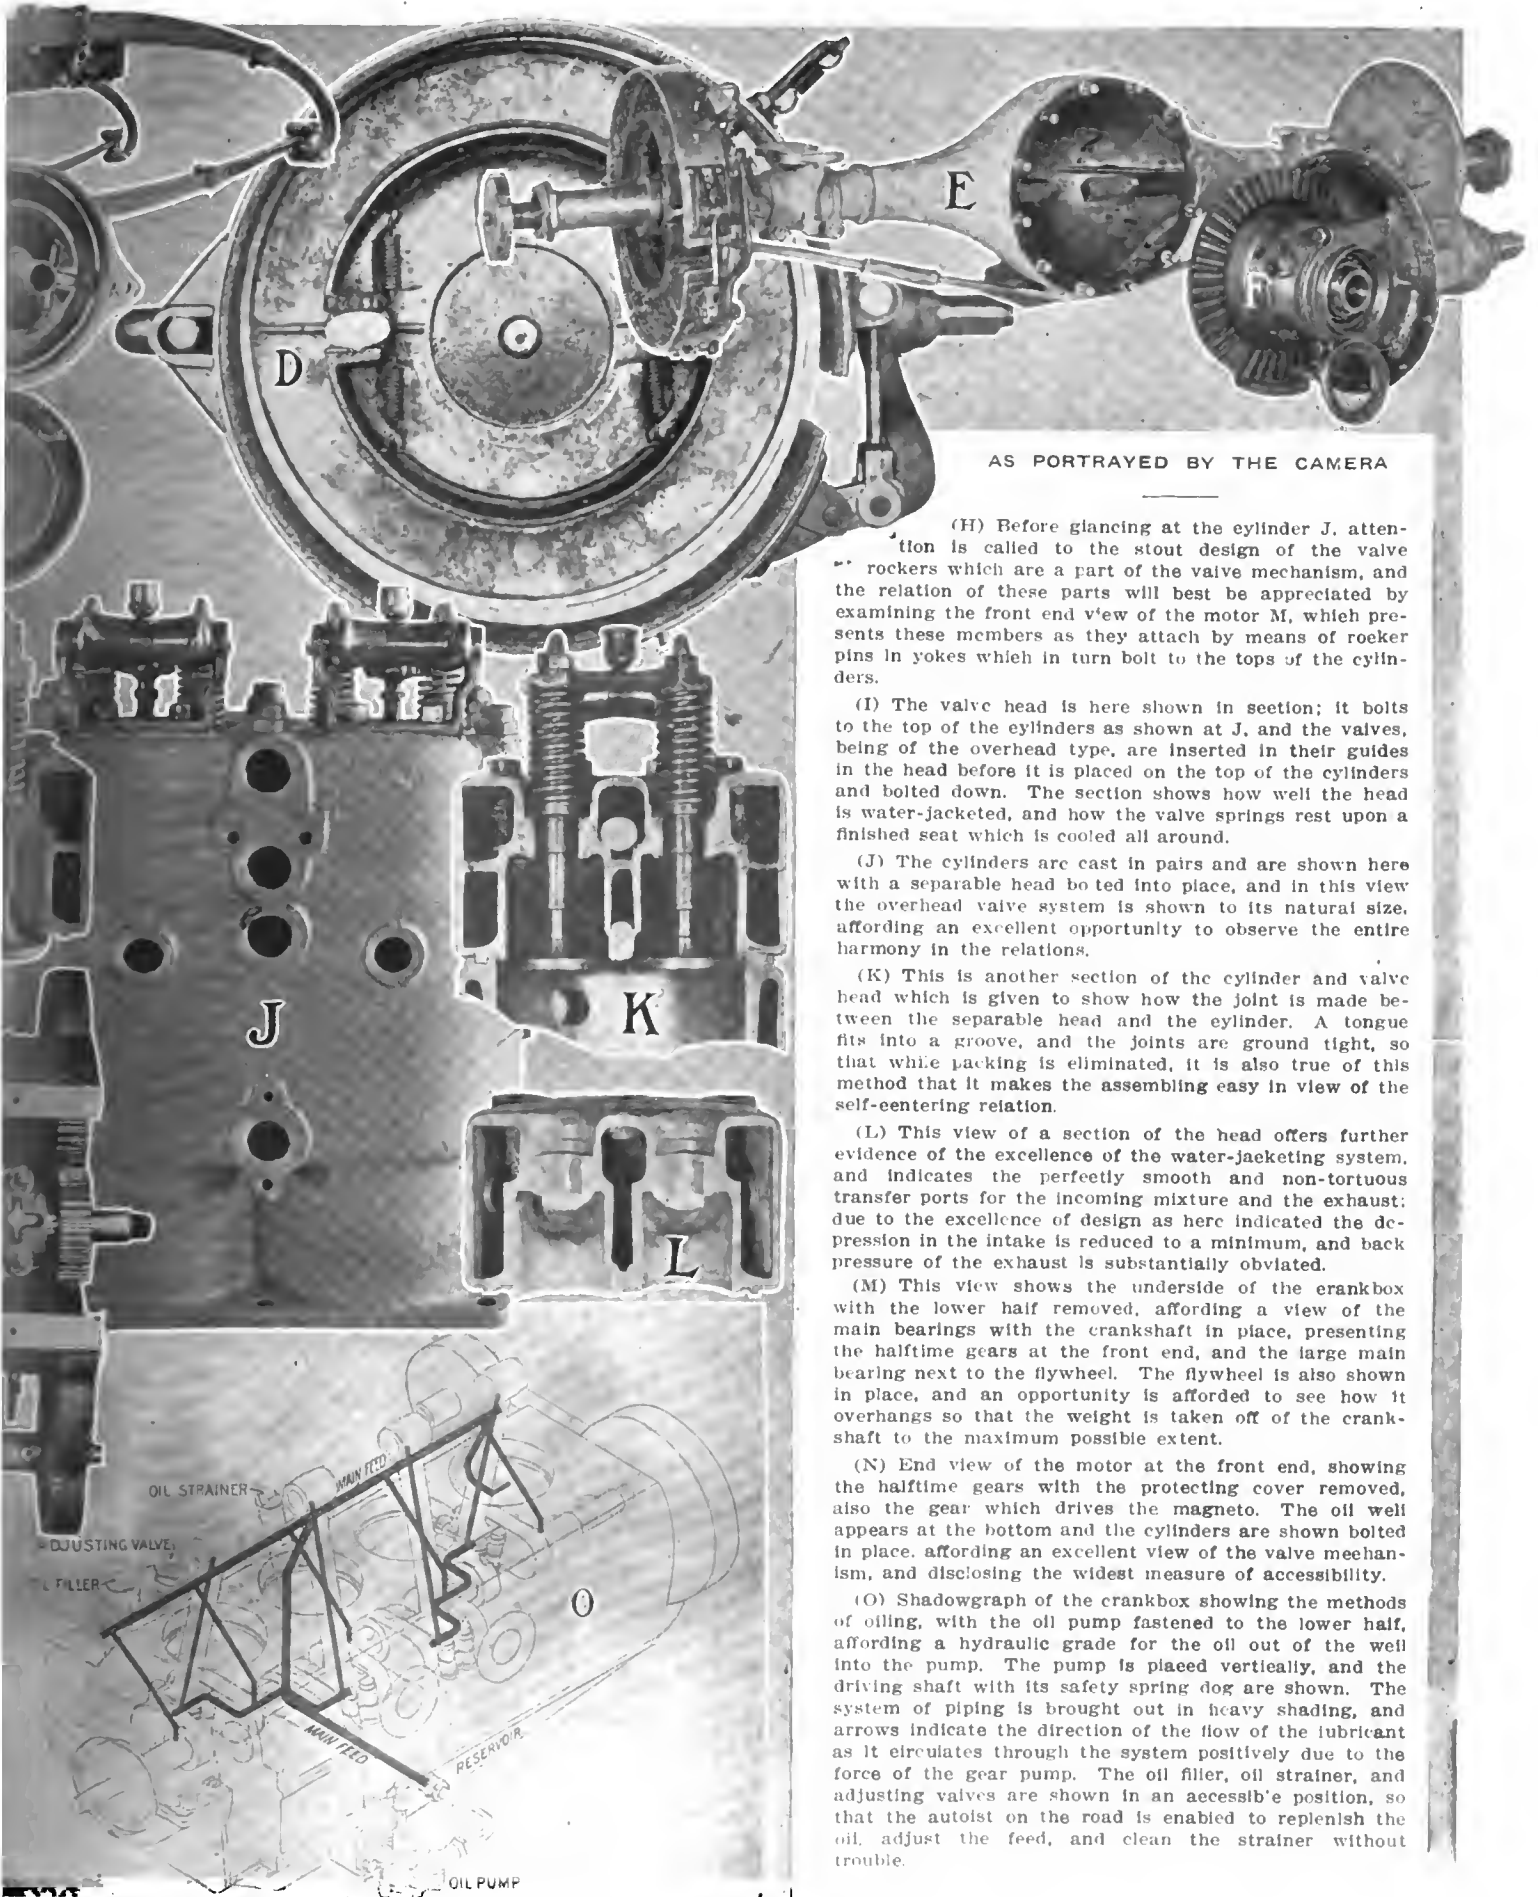 D
E
F
AS PORTRAYED BY THE CAMERA
(H) Before glancing at the eylinder J, atten-
tion is called to the stout design of the valve
rockers which are a part of the valve mechanism, and
the relation of these parts will best be appreciated by
examining the front end view of the motor M, whieh pre-
sents these members as they attach by means of roeker
pins in yokes whieh in turn bolt to the tops of the cylin-
ders.
(I) The valve head is here shown in seetion; it bolts
to the top of the eylinders as shown at J, and the valves,
being of the overhead type, are inserted in their guides
in the head before it is placed on the top of the cylinders
and bolted down. The section shows how well the head
is water-jacketed, and how the valve springs rest upon a
finished seat which is cooled all around.
(J) The cylinders are cast in pairs and are shown here
with a separable head bo ted into place, and in this view
the overhead valve system is shown to its natural size,
affording an excellent opportunity to observe the entire
harmony in the relations.
(K) This is another section of the cylinder and valve
head which is given to show how the joint is made be-
tween the separable head and the eylinder. A tongue
fits into a groove, and the joints are ground tight, so
that while packing is eliminated, it is also true of this
method that it makes the assembling easy in view of the
self-eentering relation.
(L) This view of a section of the head offers further
evidence of the excellence of the water-jaeketing system,
and indicates the perfeetly smooth and non-tortuous
transfer ports for the incoming mixture and the exhaust;
due to the excellence of design as here indicated the de-
pression in the intake is reduced to a minimum, and back
pressure of the exhaust is substantially obviated.
(M) This view shows the underside of the erankbox
with the lower half removed, affording a view of the
main bearings with the crankshaft in place, presenting
the halftime gears at the front end, and the large main
bearing next to the flywheel. The flywheel is also shown
in place, and an opportunity is afforded to see how it
overhangs so that the weight is taken off of the crank-
shaft to the maximum possible extent.
(N) End view of the motor at the front end, showing
the halftime gears with the protecting cover removed,
also the gear which drives the magneto. The oil well
appears at the bottom and the cylinders are shown bolted
in place, affording an excellent view of the valve meehan-
ism, and disclosing the widest measure of accessibility.
(O) Shadowgraph of the crankbox showing the methods
of oiling, with the oil pump fastened to the lower half,
affording a hydraulic grade for the oil out of the well
into the pump. The pump is plaeed vertieally, and the
driving shaft with its safety spring dog are shown. The
system of piping is brought out in heavy shading, and
arrows indicate the direction of the flow of the lubricant
as it eirculates through the system positively due to the
force of the gear pump. The oil filler, oil strainer, and
adjusting valves are shown in an aecessib'e position, so
that the autoist on the road is enabled to replenish the
oil, adjust the feed, and clean the strainer without
trouble.
J
K
L
OIL STRAINER
MAIN FEED
DJUSTING VALVE
L FILLER
O
MAIN FEED
RESERVOIR
OIL PUMP